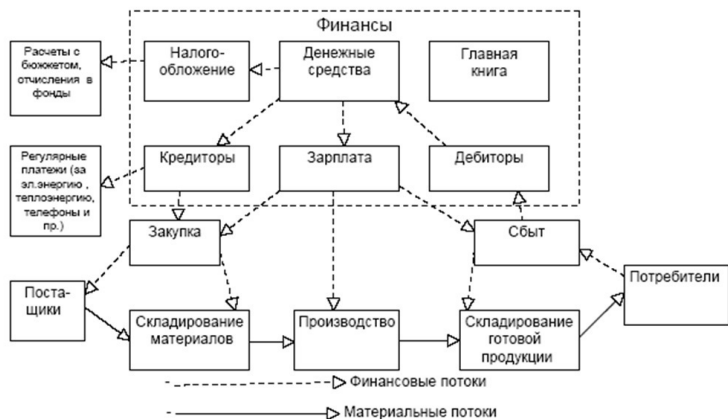 Финансы
Расчеты с
бюжетом,
отчисления в
фонды
Налого-
обложение
Денежные
средства
Главная
книга
Регулярные
платежи (за
эл.энергию ,
теплоэнергию,
телефоны и
пр.)
Кредиторы
Зарплата
Дебиторы
Закупка
Сбыт
Поста-
щики
Потребители
Складирование
материалов
Производство
Складирование
готовой
продукции
Финансовые потоки
Материальные потоки